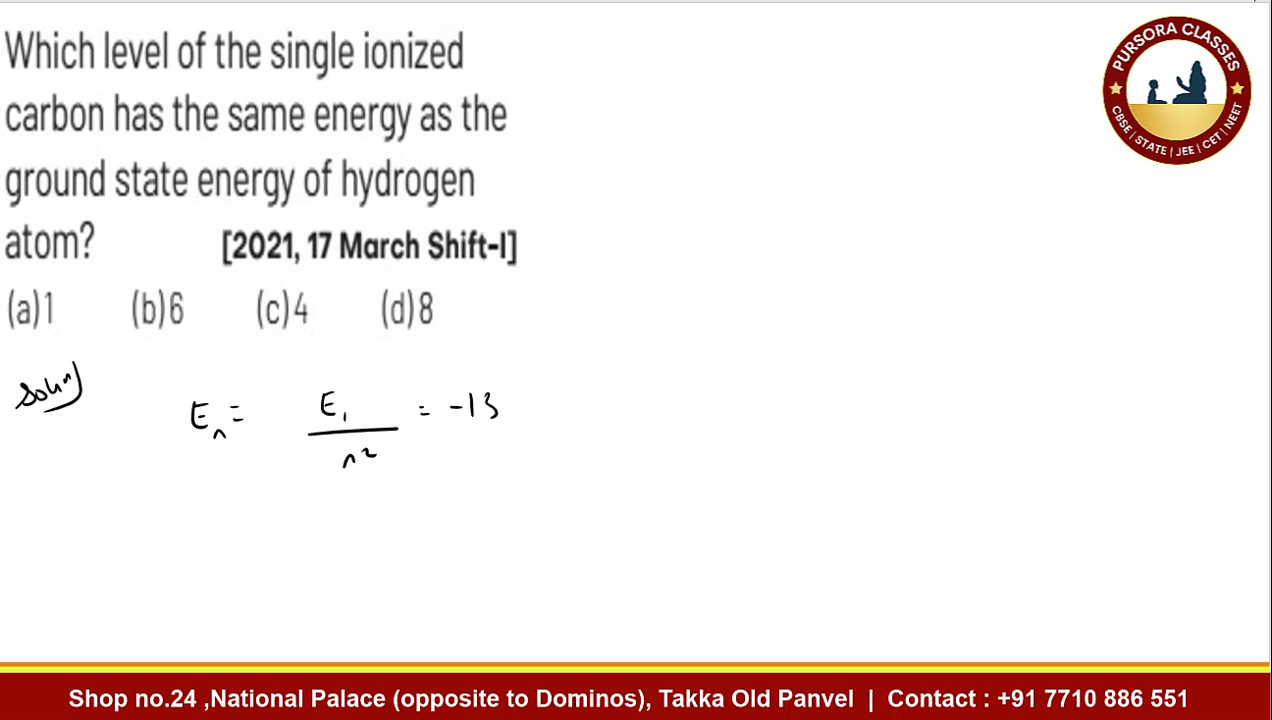 Which level of the single ionized
carbon has the same energy as the
ground state energy of hydrogen
atom? [2021, 17 March Shift-I]
(a)1 (b)6 (c)4 (d)8
Solⁿ)
Eₙ = E₁/n² = -13
PURSORA CLASSES
CBSE | STATE | JEE | CET | NEET
Shop no.24 ,National Palace (opposite to Dominos), Takka Old Panvel | Contact : +91 7710 886 551